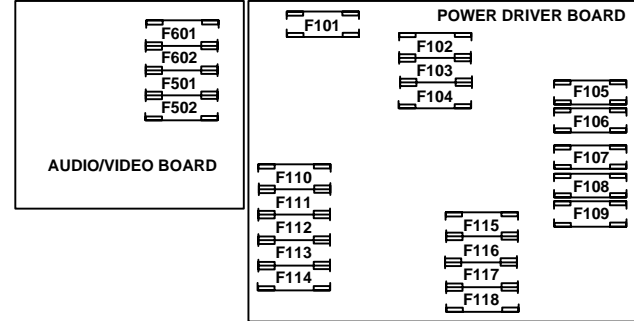 F601
F602
F501
F502
AUDIO/VIDEO BOARD
POWER DRIVER BOARD
F101
F102
F103
F104
F105
F106
F107
F108
F109
F110
F111
F112
F113
F114
F115
F116
F117
F118